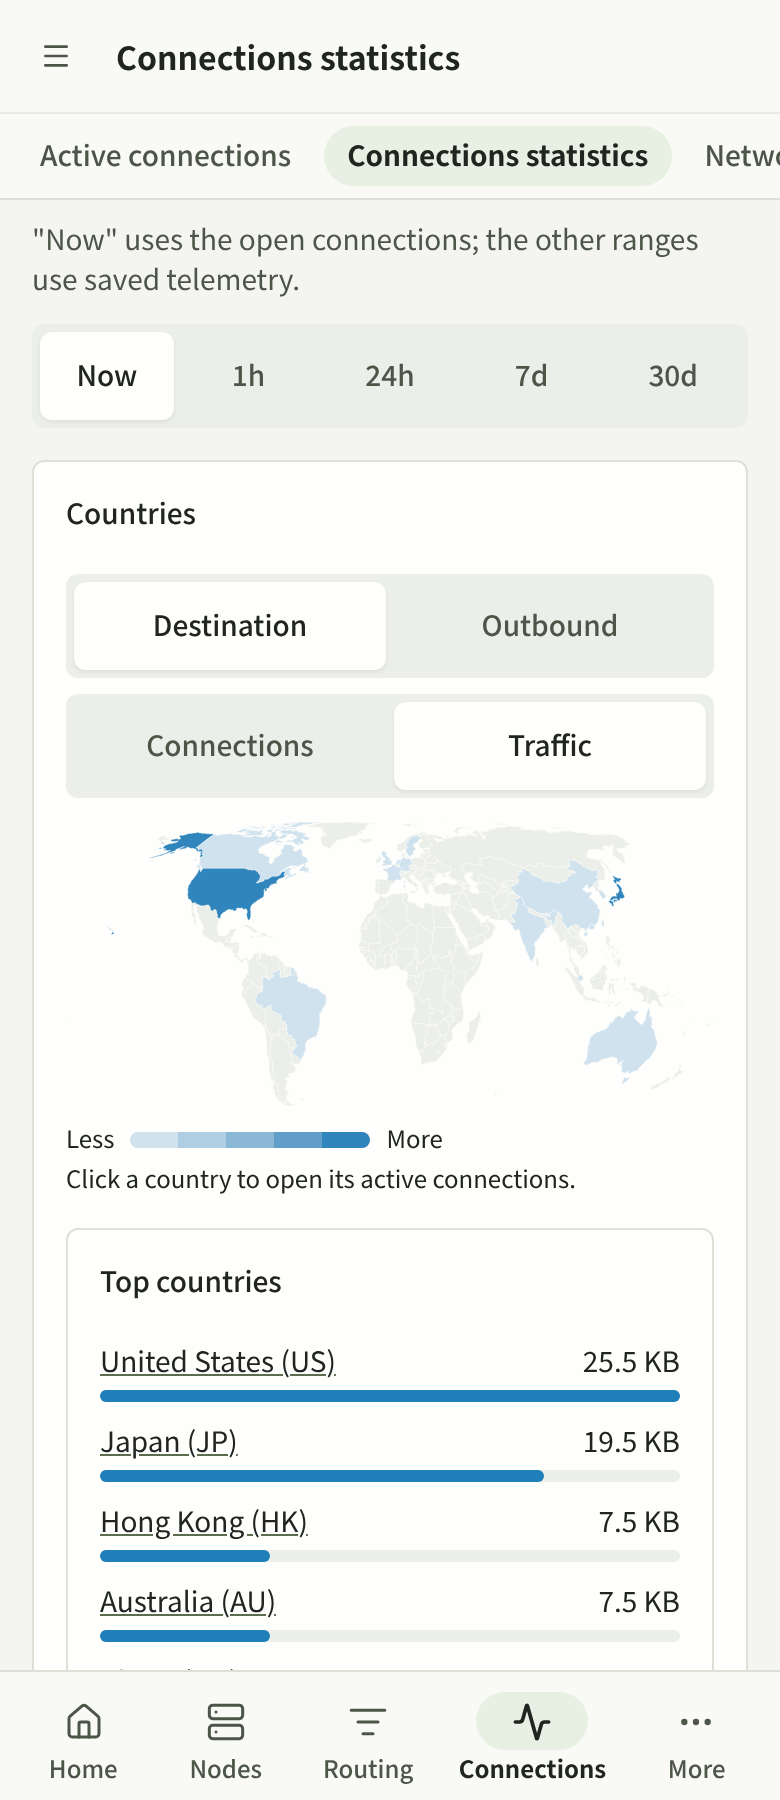 Connections statistics
Active connections
Connections statistics
"Now" uses the open connections; the other ranges
use saved telemetry.
Now
1h
24h
7d
30d
Countries
Destination
Outbound
Connections
Traffic
Less
More
Click a country to open its active connections.
Top countries
United States (US)
25.5 KB
Japan (JP)
19.5 KB
Hong Kong (HK)
7.5 KB
Australia (AU)
7.5 KB
Home
Nodes
Routing
Connections
More